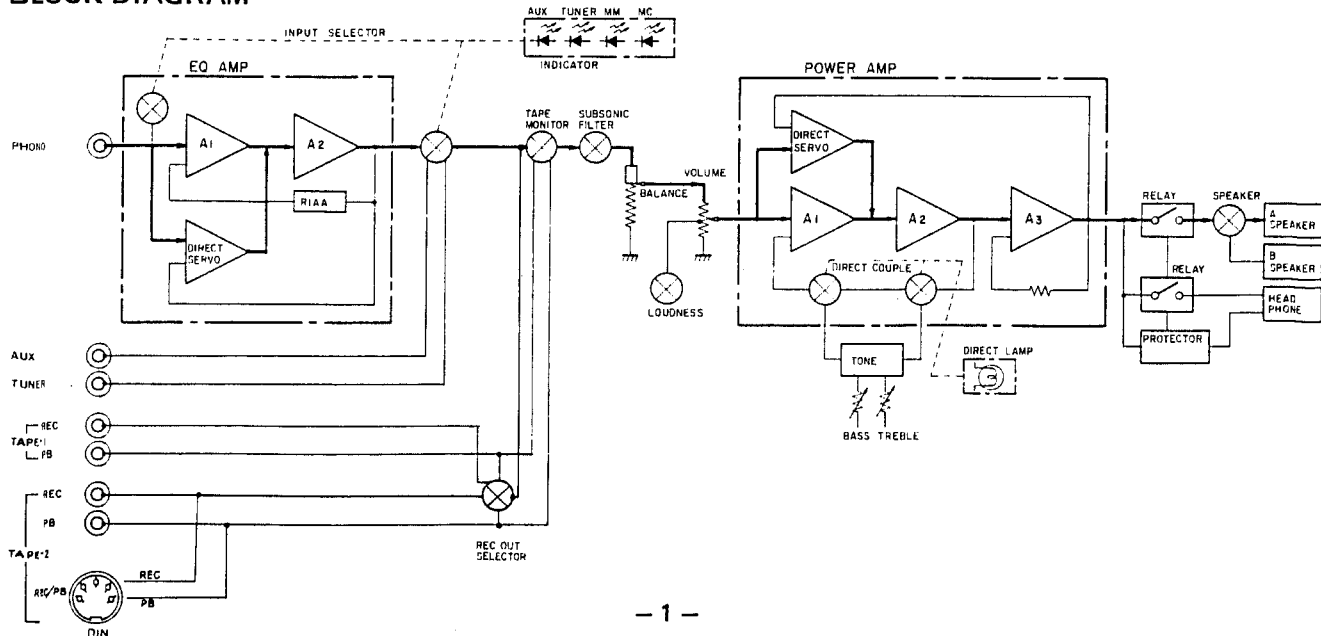 BLOCK DIAGRAM
AUX TUNER MM MC
INPUT SELECTOR
INDICATOR
EQ AMP
POWER AMP
PHONO
A1
A2
RIAA
DIRECT
SERVO
TAPE
MONITOR
SUBSONIC
FILTER
BALANCE
VOLUME
LOUDNESS
DIRECT
SERVO
A1
A2
A3
DIRECT COUPLE
TONE
BASS TREBLE
DIRECT LAMP
RELAY
SPEAKER
A
SPEAKER
B
SPEAKER
RELAY
HEAD
PHONE
PROTECTOR
AUX
TUNER
TAPE-1
REC
PB
TAPE-2
REC
PB
REC/PB
REC
PB
DIN
REC OUT
SELECTOR
– 1 –